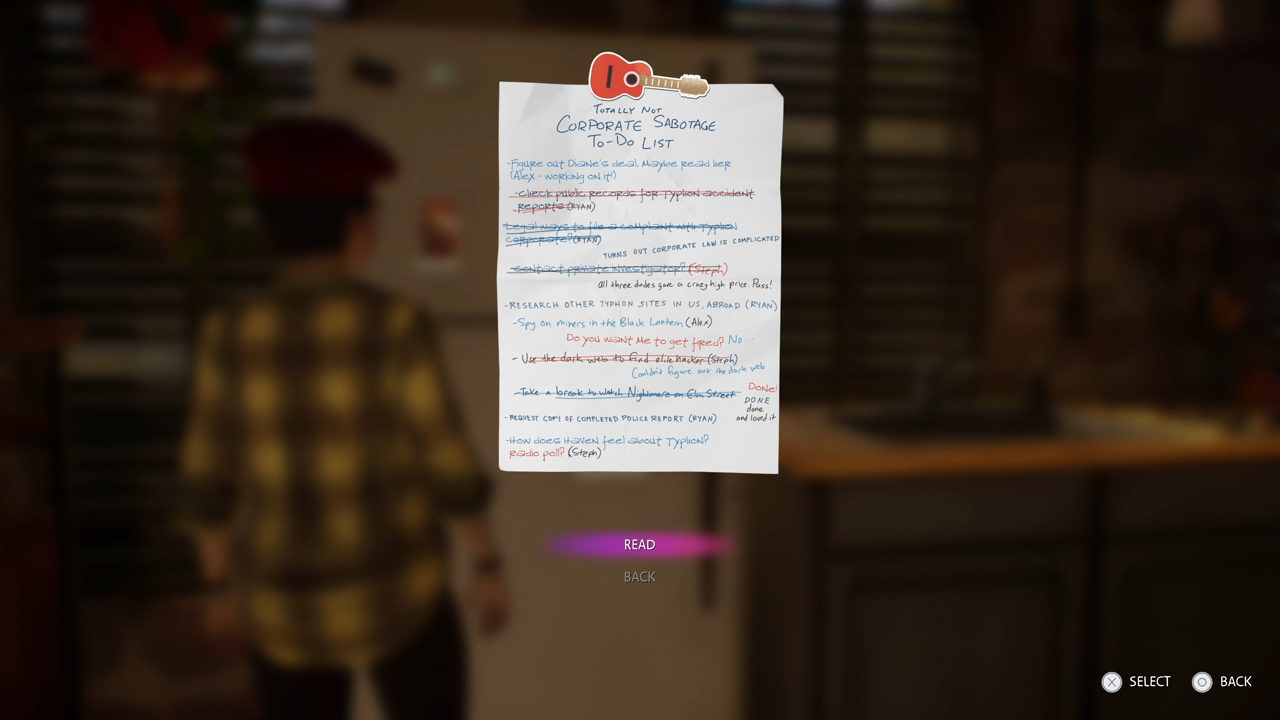 TOTALLY NOT
CORPORATE SABOTAGE
TO-DO LIST
-Figure out Diane's deal, Maybe read her
(Alex - working on it!)
-Check public records for Typhon accident
reports (RYAN)
Legal ways to file a complaint with Typhon
corporate? (RYAN)
TURNS OUT CORPORATE LAW IS COMPLICATED
-Contact private investigator? (Steph)
All three dudes gave a crazy high price. Pass!
-RESEARCH OTHER TYPHON SITES IN US, ABROAD (RYAN)
-Spy on miners in the Black Lantern (Alex)
Do you want me to get fired? No...
- Use the dark web to find elite hacker (Steph)
Couldn't figure out the dark web
-Take a break to watch Nightmare on Elm Street
DONE!
DONE
done
and loved it
-REQUEST COPY OF COMPLETED POLICE REPORT (RYAN)
-How does Haven feel about Typhon?
Radio poll? (Steph)
READ
BACK
SELECT
BACK